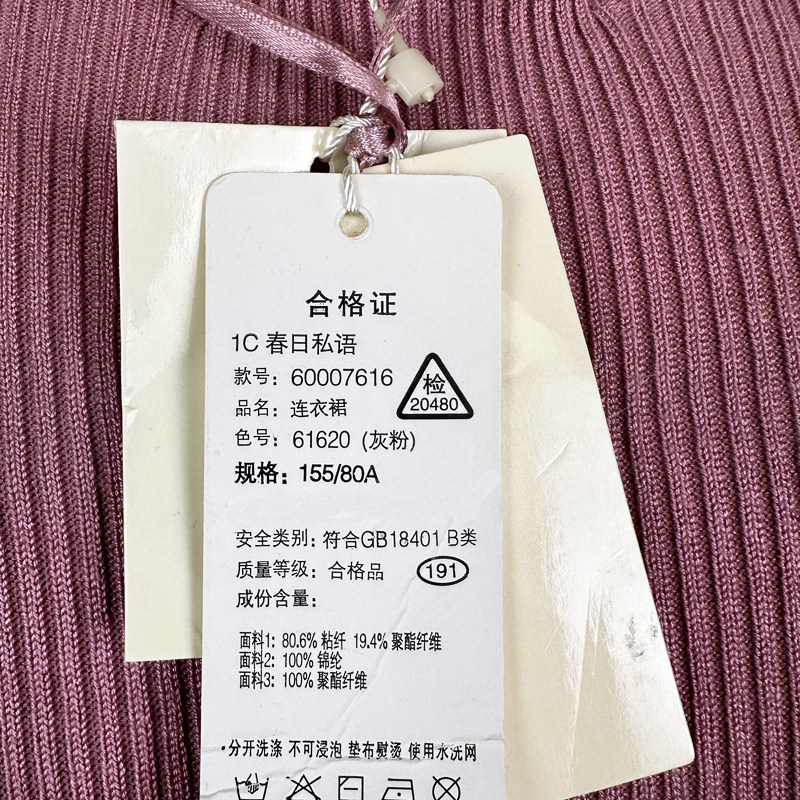 合格证
1C 春日私语
款号: 60007616
检
20480
品名: 连衣裙
色号: 61620 (灰粉)
规格: 155/80A
安全类别: 符合GB18401 B类
质量等级: 合格品
191
成份含量:
面料1: 80.6% 粘纤 19.4% 聚酯纤维
面料2: 100% 锦纶
面料3: 100% 聚酯纤维
·分开洗涤 不可浸泡 垫布熨烫 使用水洗网